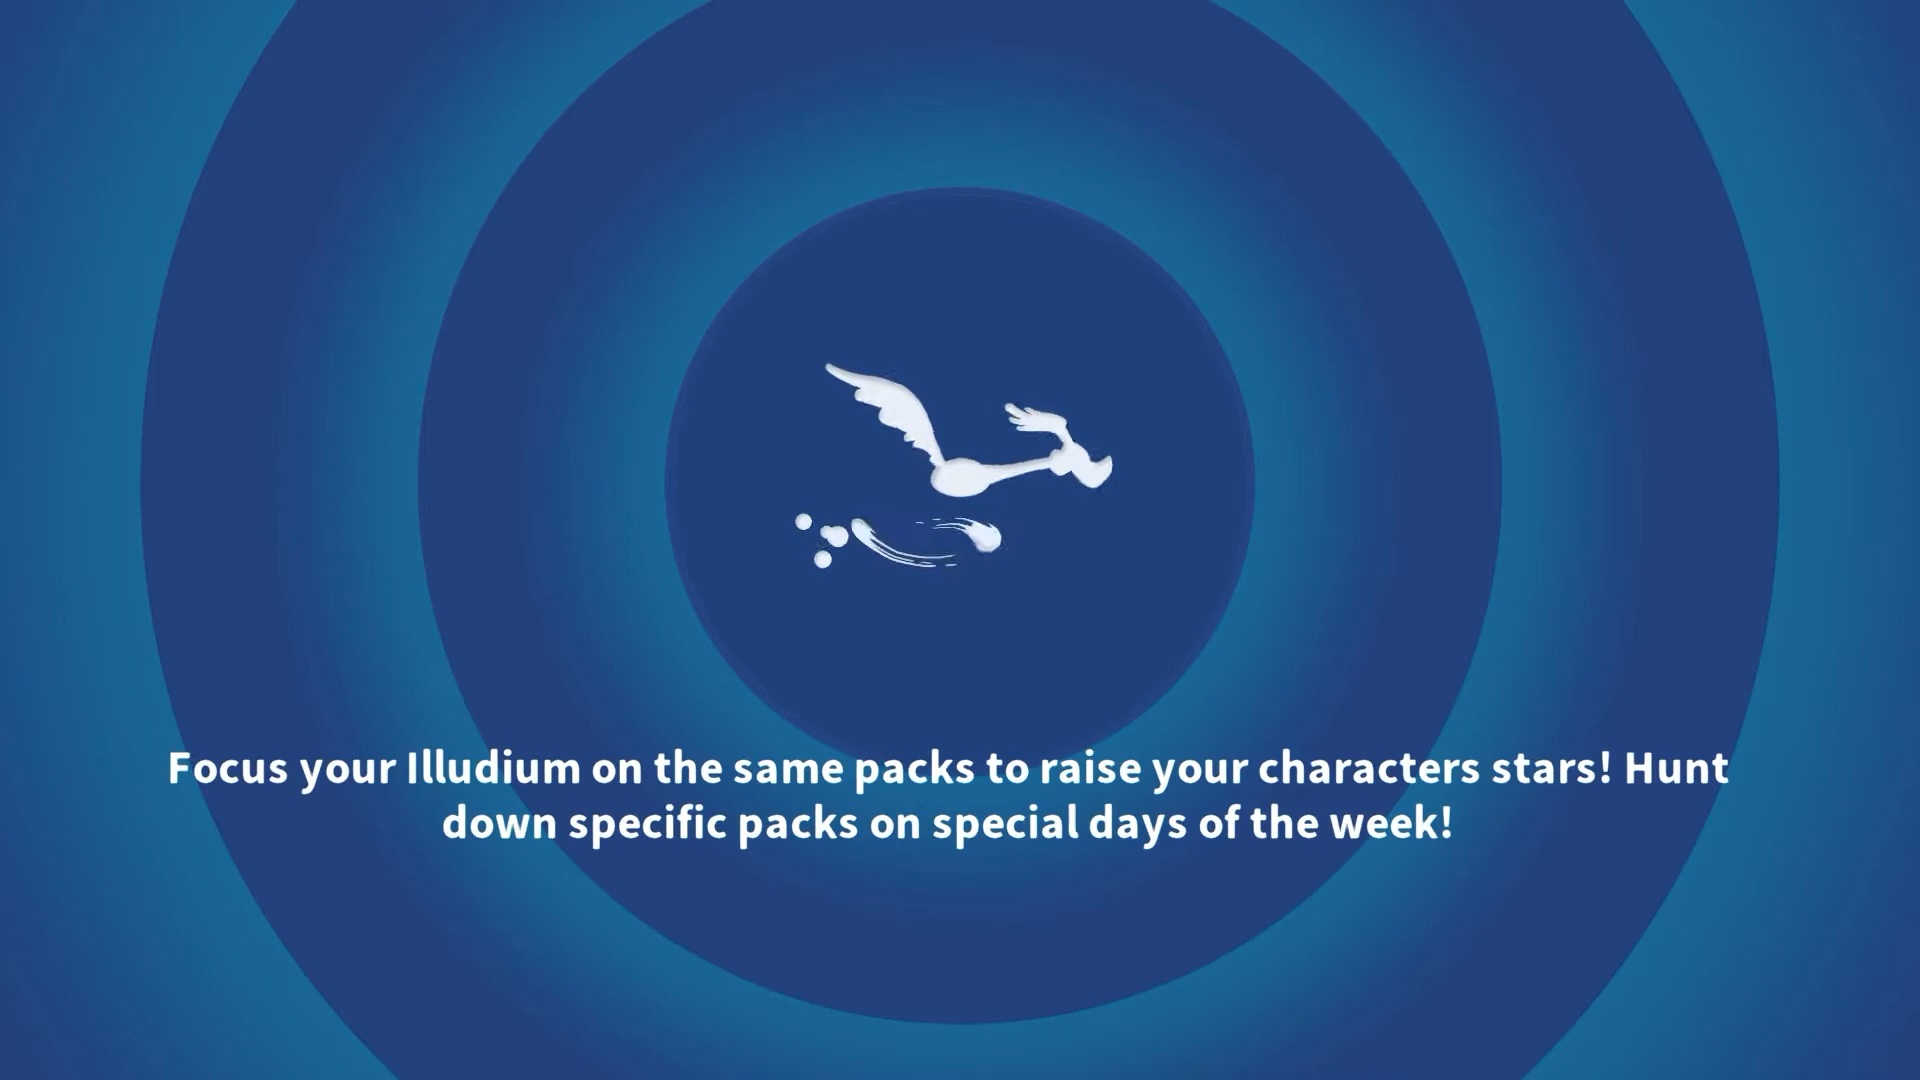 Focus your Illudium on the same packs to raise your characters stars! Hunt
down specific packs on special days of the week!